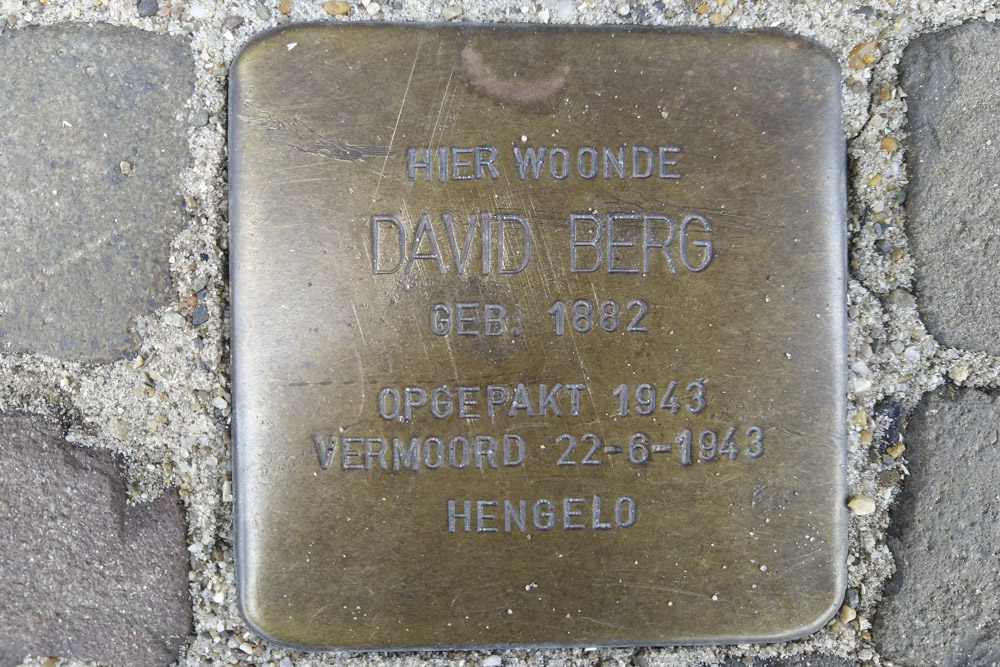 HIER WOONDE
DAVID BERG
GEB. 1882
OPGEPAKT 1943
VERMOORD 22-6-1943
HENGELO